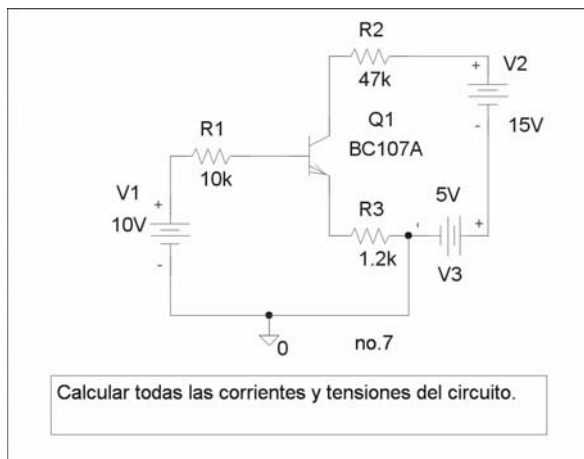 R2
+
V2
47k
Q1
-
15V
R1
BC107A
10k
5V
V1
+
R3
10V
-
+
1.2k
V3
-
0
no.7
Calcular todas las corrientes y tensiones del circuito.